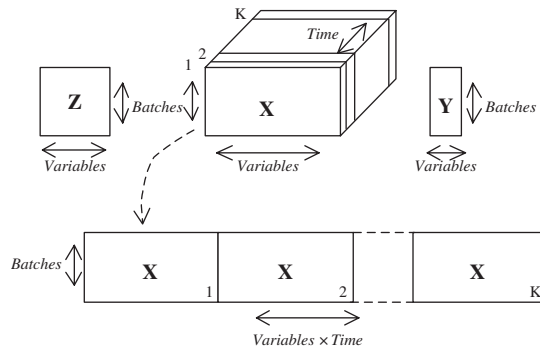 K
Time
2
1
Z
Batches
Batches
X
Y
Batches
Variables
Variables
Variables
Batches
X
1
X
2
X
K
Variables × Time